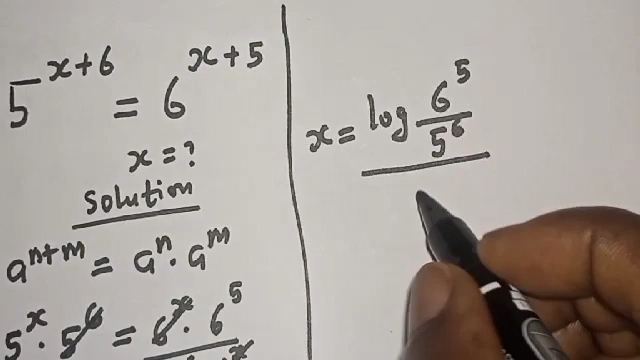 5^{x+6} = 6^{x+5}
x = ?
Solution
a^{n+m} = a^n · a^m
5^x · 5^6 = 6^x · 6^5
x = log 6^5/5^6